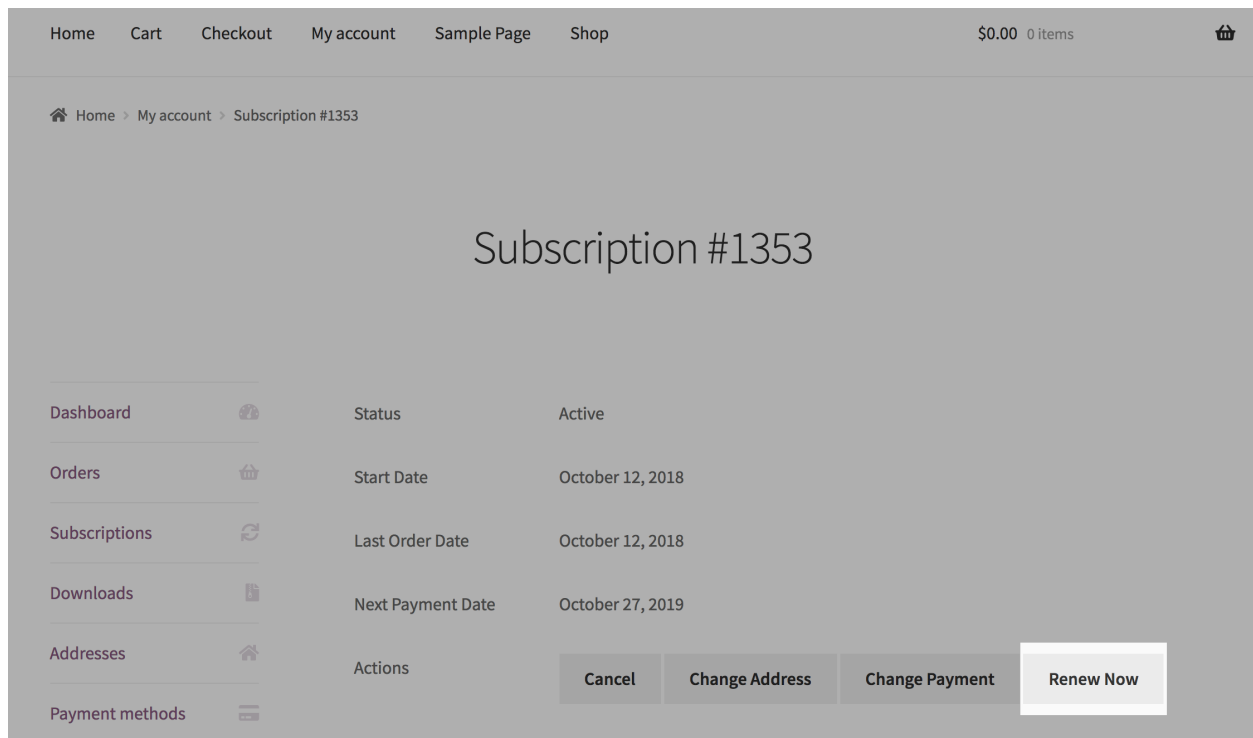 Home Cart Checkout My account Sample Page Shop $0.00 0 items
Home > My account > Subscription #1353
Subscription #1353
Dashboard
Orders
Subscriptions
Downloads
Addresses
Payment methods
Status Active
Start Date October 12, 2018
Last Order Date October 12, 2018
Next Payment Date October 27, 2019
Actions Cancel Change Address Change Payment Renew Now